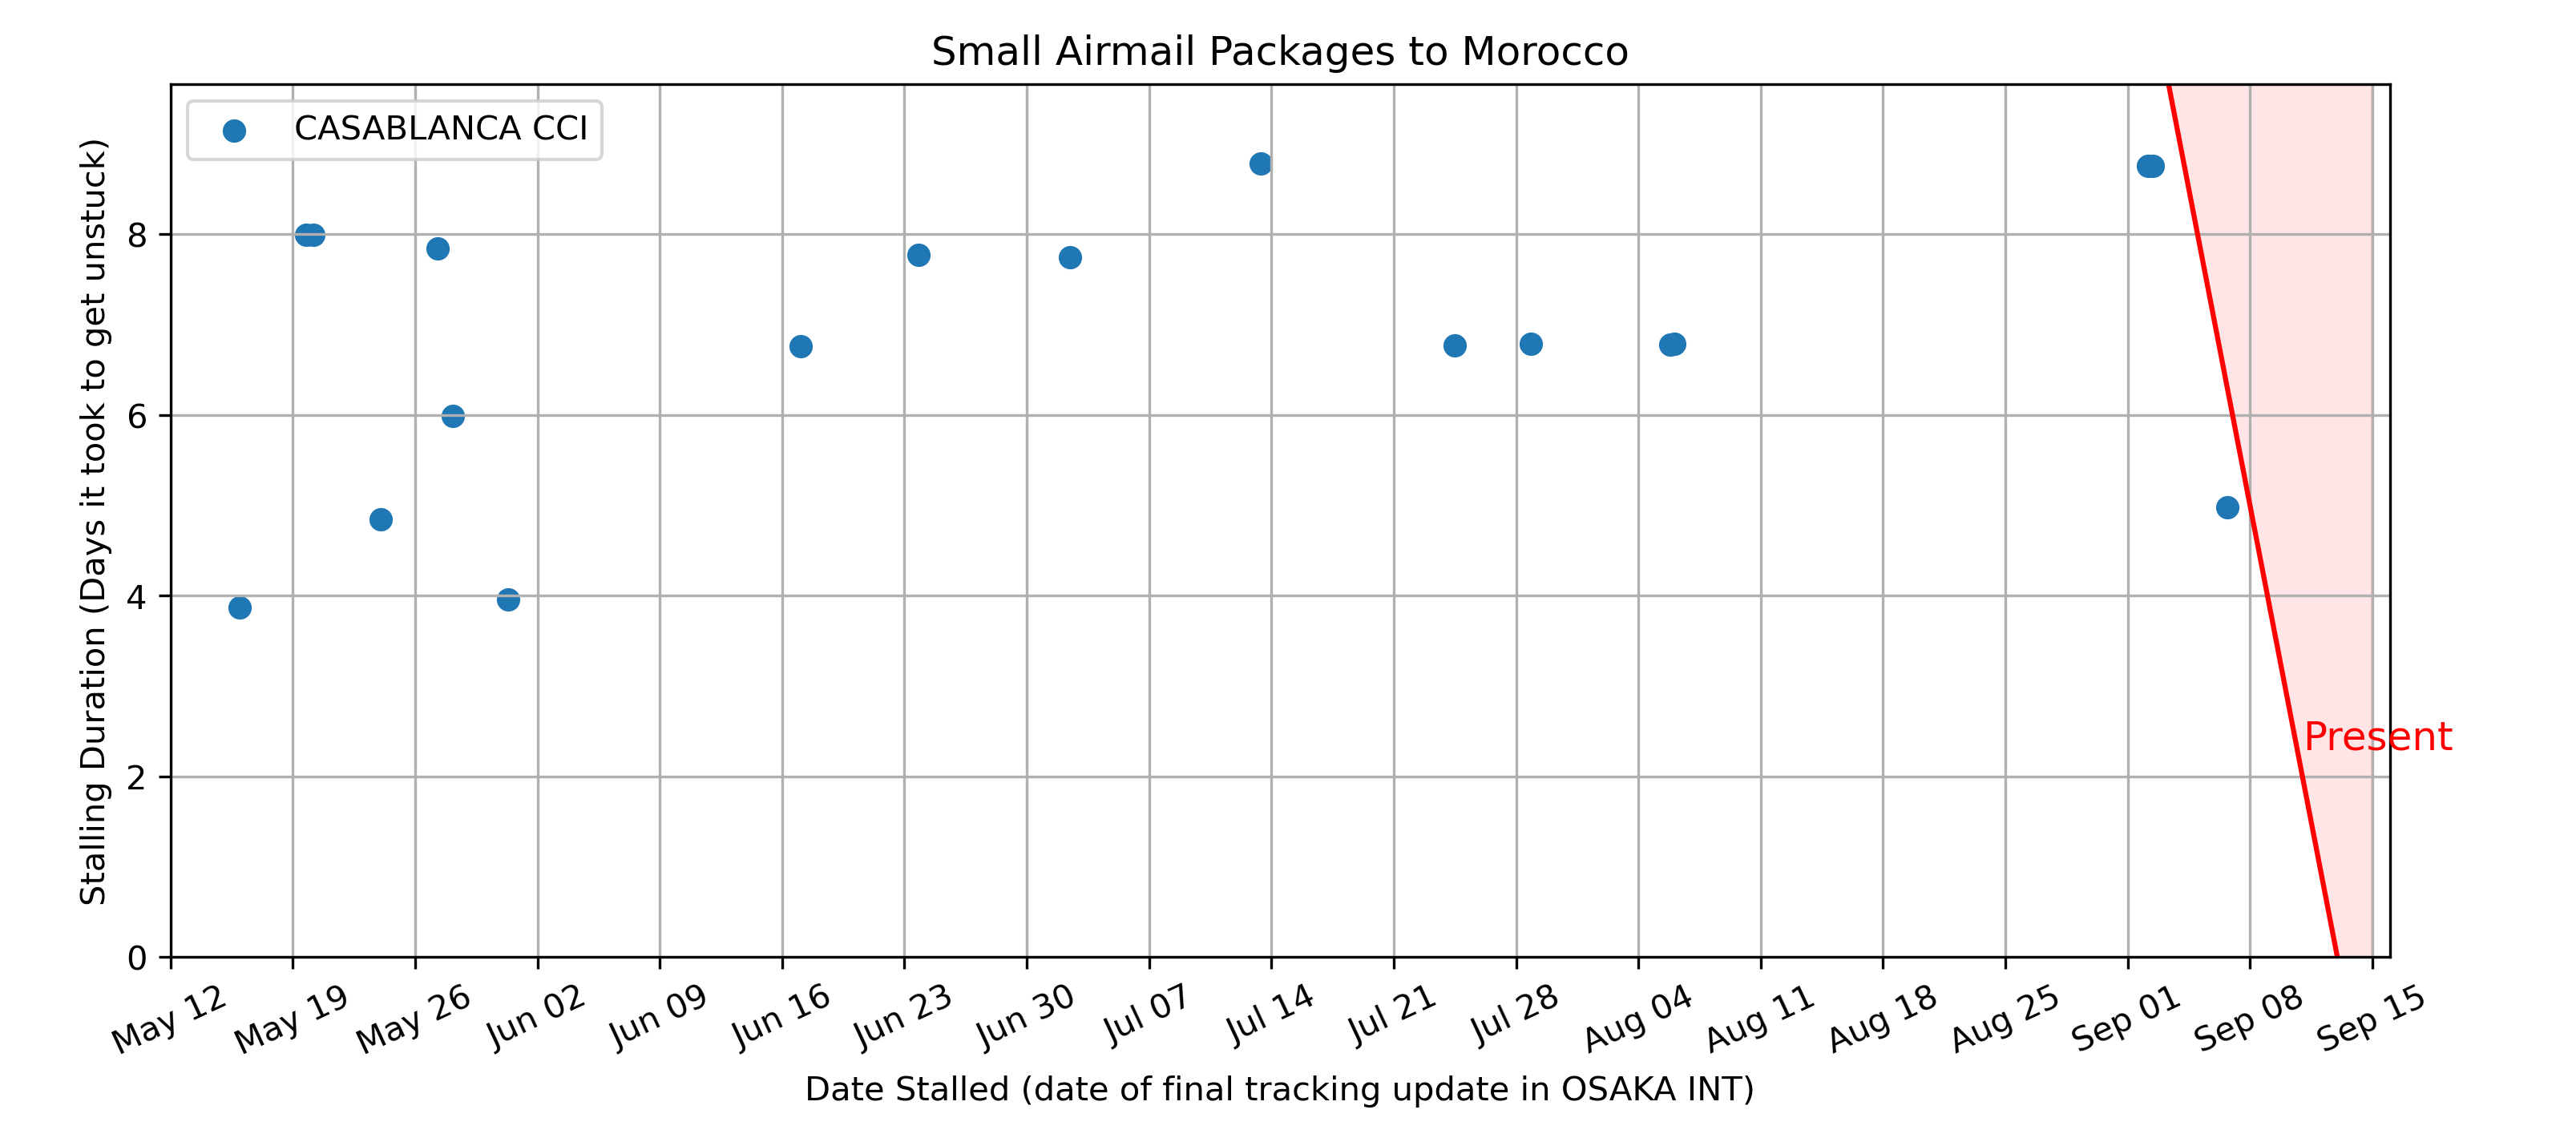 Small Airmail Packages to Morocco
CASABLANCA CCI
Stalling Duration (Days it took to get unstuck)
8
6
4
2
0
Present
May 12
May 19
May 26
Jun 02
Jun 09
Jun 16
Jun 23
Jun 30
Jul 07
Jul 14
Jul 21
Jul 28
Aug 04
Aug 11
Aug 18
Aug 25
Sep 01
Sep 08
Sep 15
Date Stalled (date of final tracking update in OSAKA INT)